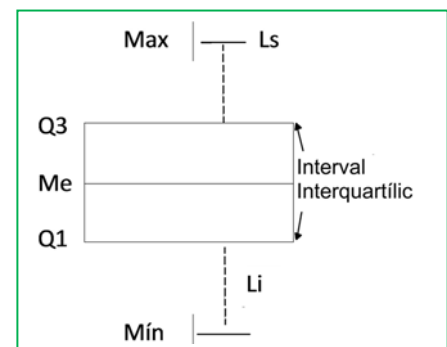 Max Ls
Q3
Interval
Interquartílic
Me
Q1
Li
Mín